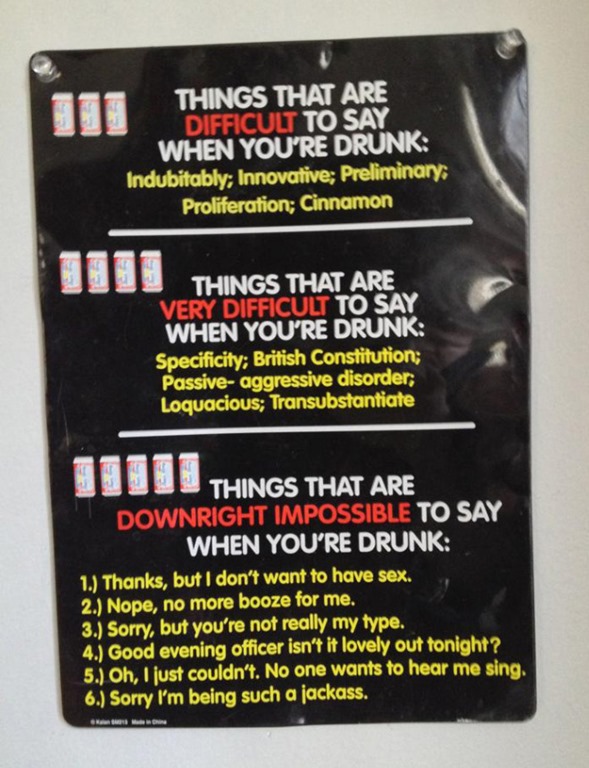 THINGS THAT ARE
DIFFICULT TO SAY
WHEN YOU'RE DRUNK:
Indubitably; Innovative; Preliminary;
Proliferation; Cinnamon
THINGS THAT ARE
VERY DIFFICULT TO SAY
WHEN YOU'RE DRUNK:
Specificity; British Constitution;
Passive- aggressive disorder;
Loquacious; Transubstantiate
THINGS THAT ARE
DOWNRIGHT IMPOSSIBLE TO SAY
WHEN YOU'RE DRUNK:
1.) Thanks, but I don't want to have sex.
2.) Nope, no more booze for me.
3.) Sorry, but you're not really my type.
4.) Good evening officer isn't it lovely out tonight?
5.) Oh, I just couldn't. No one wants to hear me sing.
6.) Sorry I'm being such a jackass.
Made in China